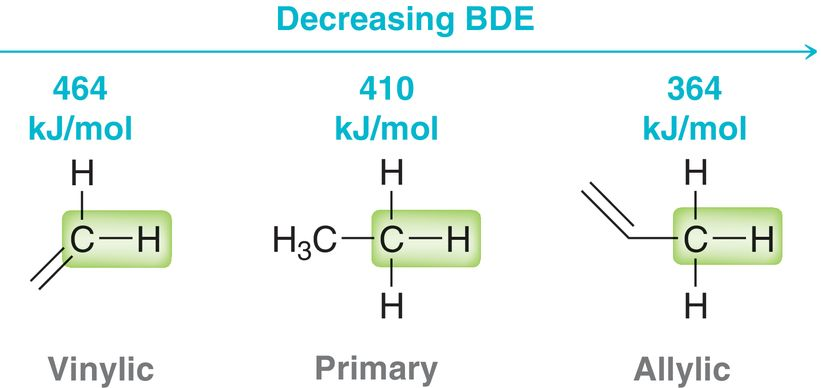 Decreasing BDE
464 410 364
kJ/mol kJ/mol kJ/mol
H H H
C—H H₃C—C—H C—H
H H
Vinylic Primary Allylic